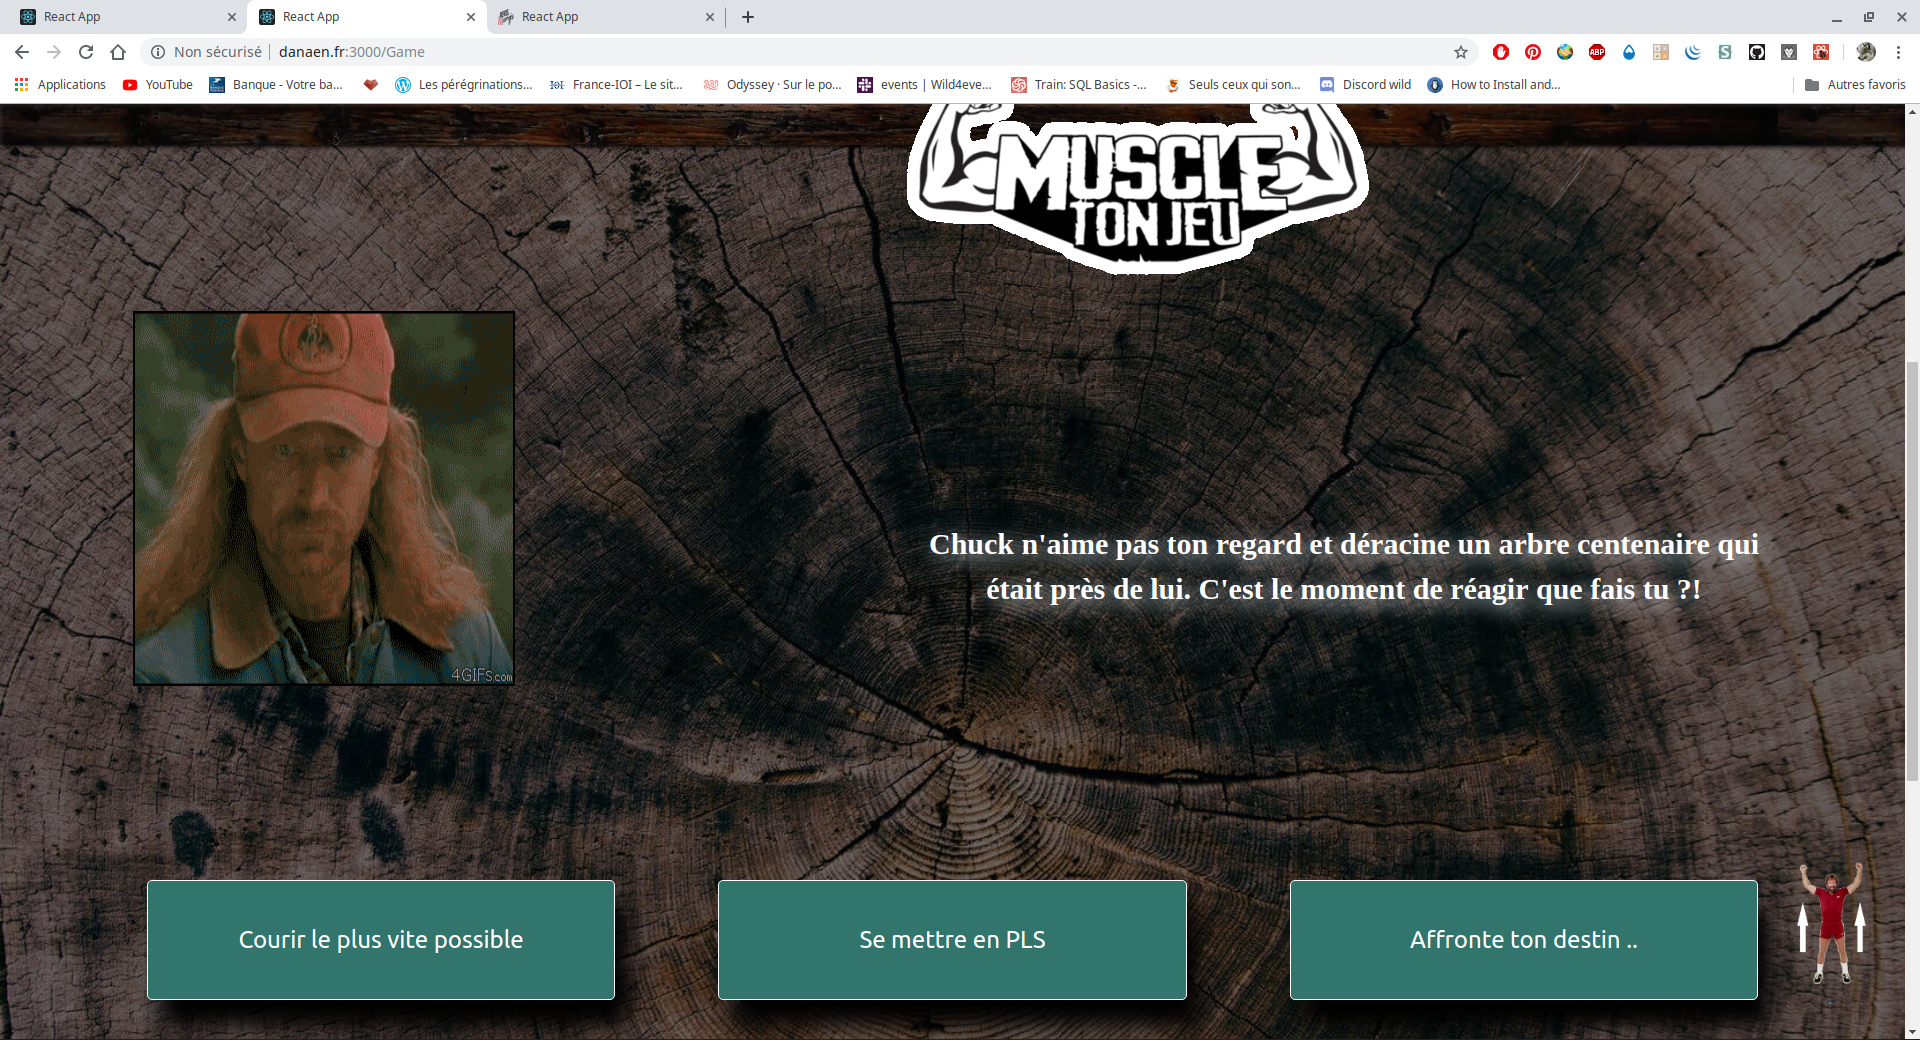 React App
React App
React App
Non sécurisé
danaen.fr:3000/Game
ABP
Applications
YouTube
Banque - Votre ba...
Les pérégrinations...
France-IOI – Le sit...
Odyssey · Sur le po...
events | Wild4eve...
Train: SQL Basics -...
Seuls ceux qui son...
Discord wild
How to Install and...
Autres favoris
MUSCLE
TON JEU
4GIFs.com
Chuck n'aime pas ton regard et déracine un arbre centenaire qui
était près de lui. C'est le moment de réagir que fais tu ?!
Courir le plus vite possible
Se mettre en PLS
Affronte ton destin ..